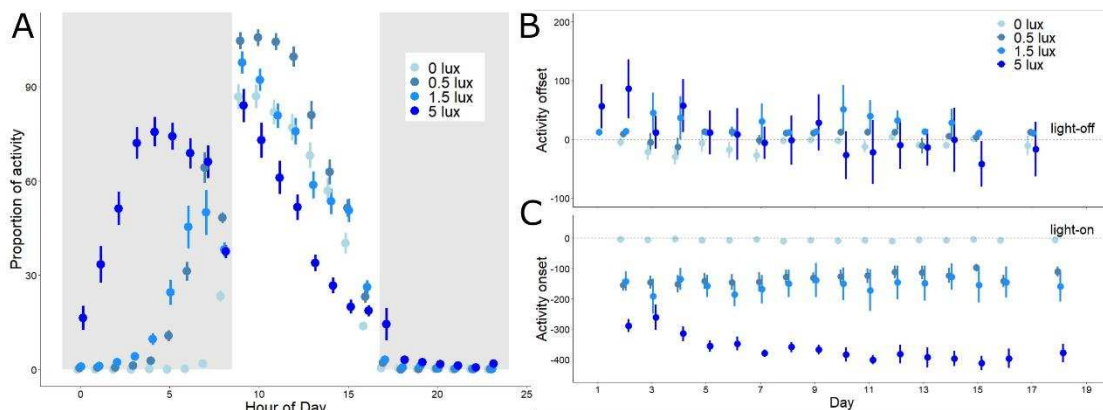 A
Proportion of activity
90
60
30
0
0 lux
0.5 lux
1.5 lux
5 lux
0 5 10 15 20
Hour of Day
B
Activity offset
200
100
0
-100
0 lux
0.5 lux
1.5 lux
5 lux
light-off
C
Activity onset
0
-100
-200
-300
-400
light-on
1 3 5 7 9 11 13 15 17 19
Day